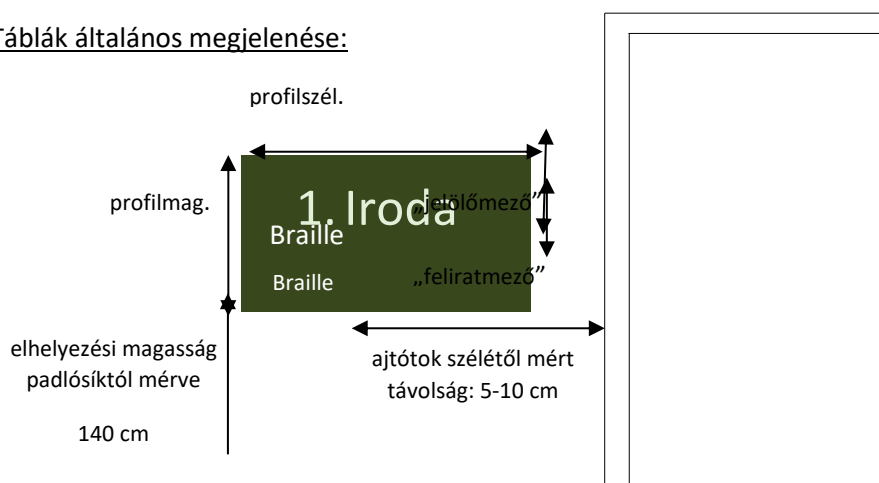 Táblák általános megjelenése:
profilszél.
profilmag.
1. Iroda
„jelölőmező”
Braille
Braille
„feliratmező”
elhelyezési magasság
padlósíktól mérve
140 cm
ajtótok szélétől mért
távolság: 5-10 cm